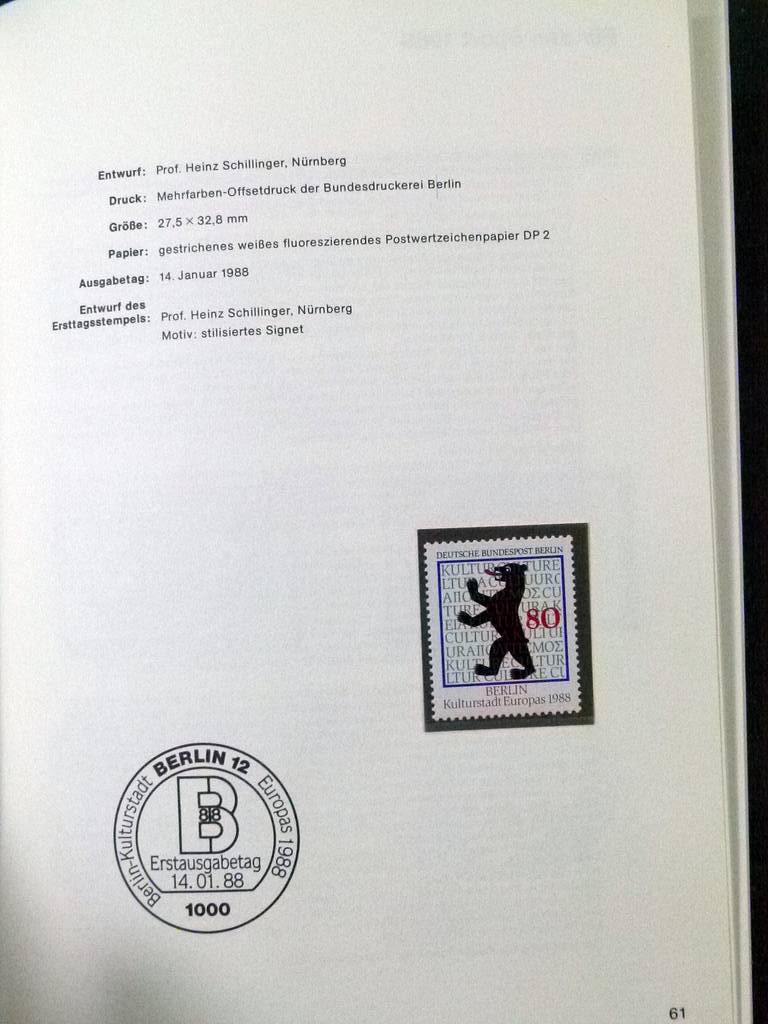 Entwurf: Prof. Heinz Schillinger, Nürnberg
Druck: Mehrfarben-Offsetdruck der Bundesdruckerei Berlin
Größe: 27,5 × 32,8 mm
Papier: gestrichenes weißes fluoreszierendes Postwertzeichenpapier DP 2
Ausgabetag: 14. Januar 1988
Entwurf des
Ersttagsstempels: Prof. Heinz Schillinger, Nürnberg
Motiv: stilisiertes Signet
DEUTSCHE BUNDESPOST BERLIN
80
BERLIN
Kulturstadt Europas 1988
BERLIN 12
Berlin-Kulturstadt Europas 1988
B
88
Erstausgabetag
14.01.88
1000
61